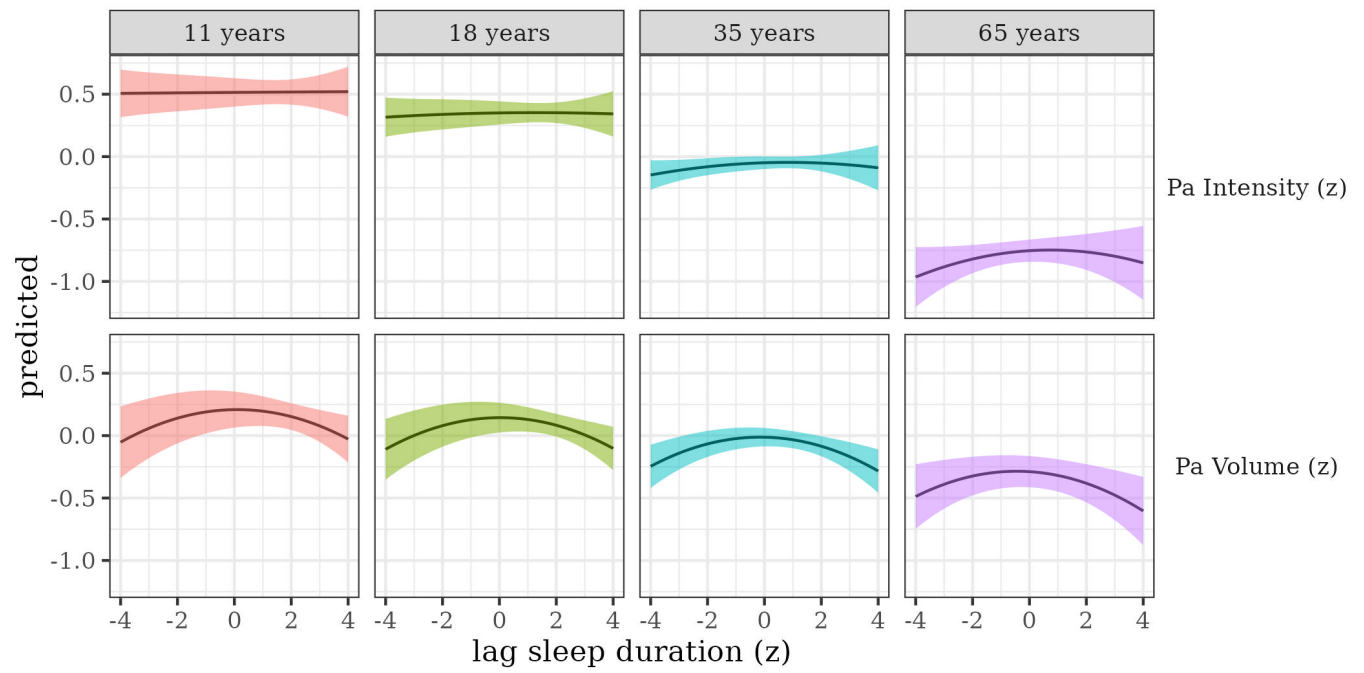 11 years 18 years 35 years 65 years
0.5
0.0
-0.5
-1.0
Pa Intensity (z)
predicted
0.5
0.0
-0.5
-1.0
Pa Volume (z)
-4 -2 0 2 4 -4 -2 0 2 4 -4 -2 0 2 4 -4 -2 0 2 4
lag sleep duration (z)